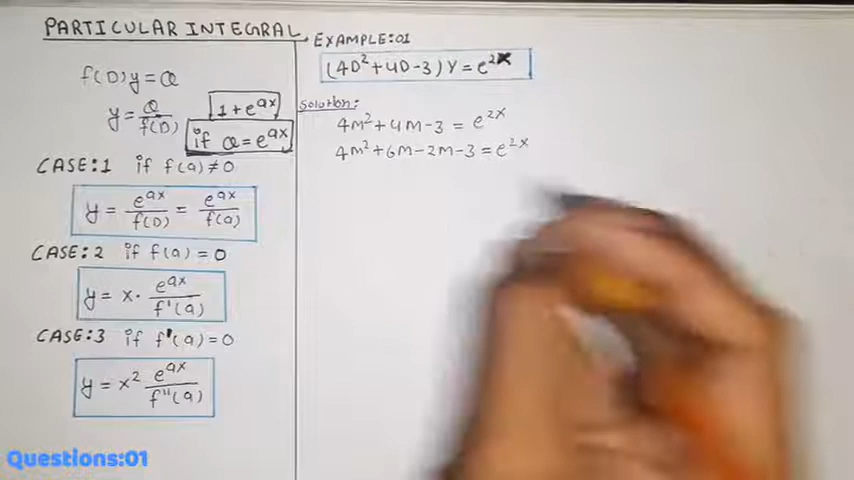 PARTICULAR INTEGRAL
f(D)y = Q
y = Q/f(D)
1 + e^ax
if Q = e^ax
CASE:1 if f(a) ≠ 0
y = e^ax/f(D) = e^ax/f(a)
CASE:2 if f(a) = 0
y = x · e^ax/f'(a)
CASE:3 if f'(a) = 0
y = x² e^ax/f''(a)
Questions:01
EXAMPLE:01
(4D² + 4D - 3) Y = e^2x
Solution:
4m² + 4m - 3 = e^2x
4m² + 6m - 2m - 3 = e^2x